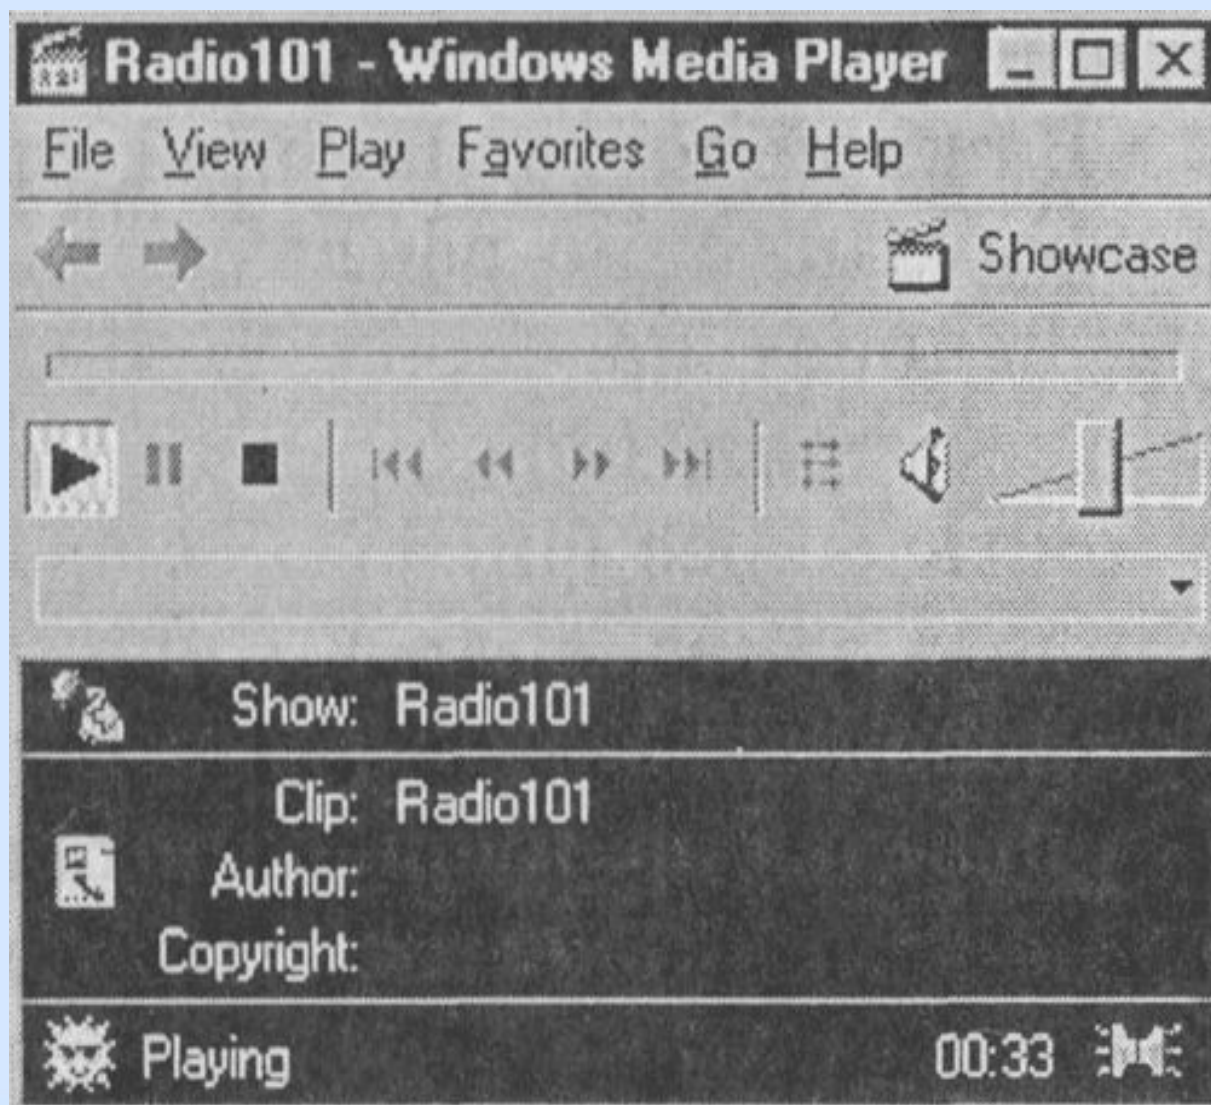 Radio101 - Windows Media Player
File View Play Favorites Go Help
Showcase
Show: Radio101
Clip: Radio101
Author:
Copyright:
Playing 00:33